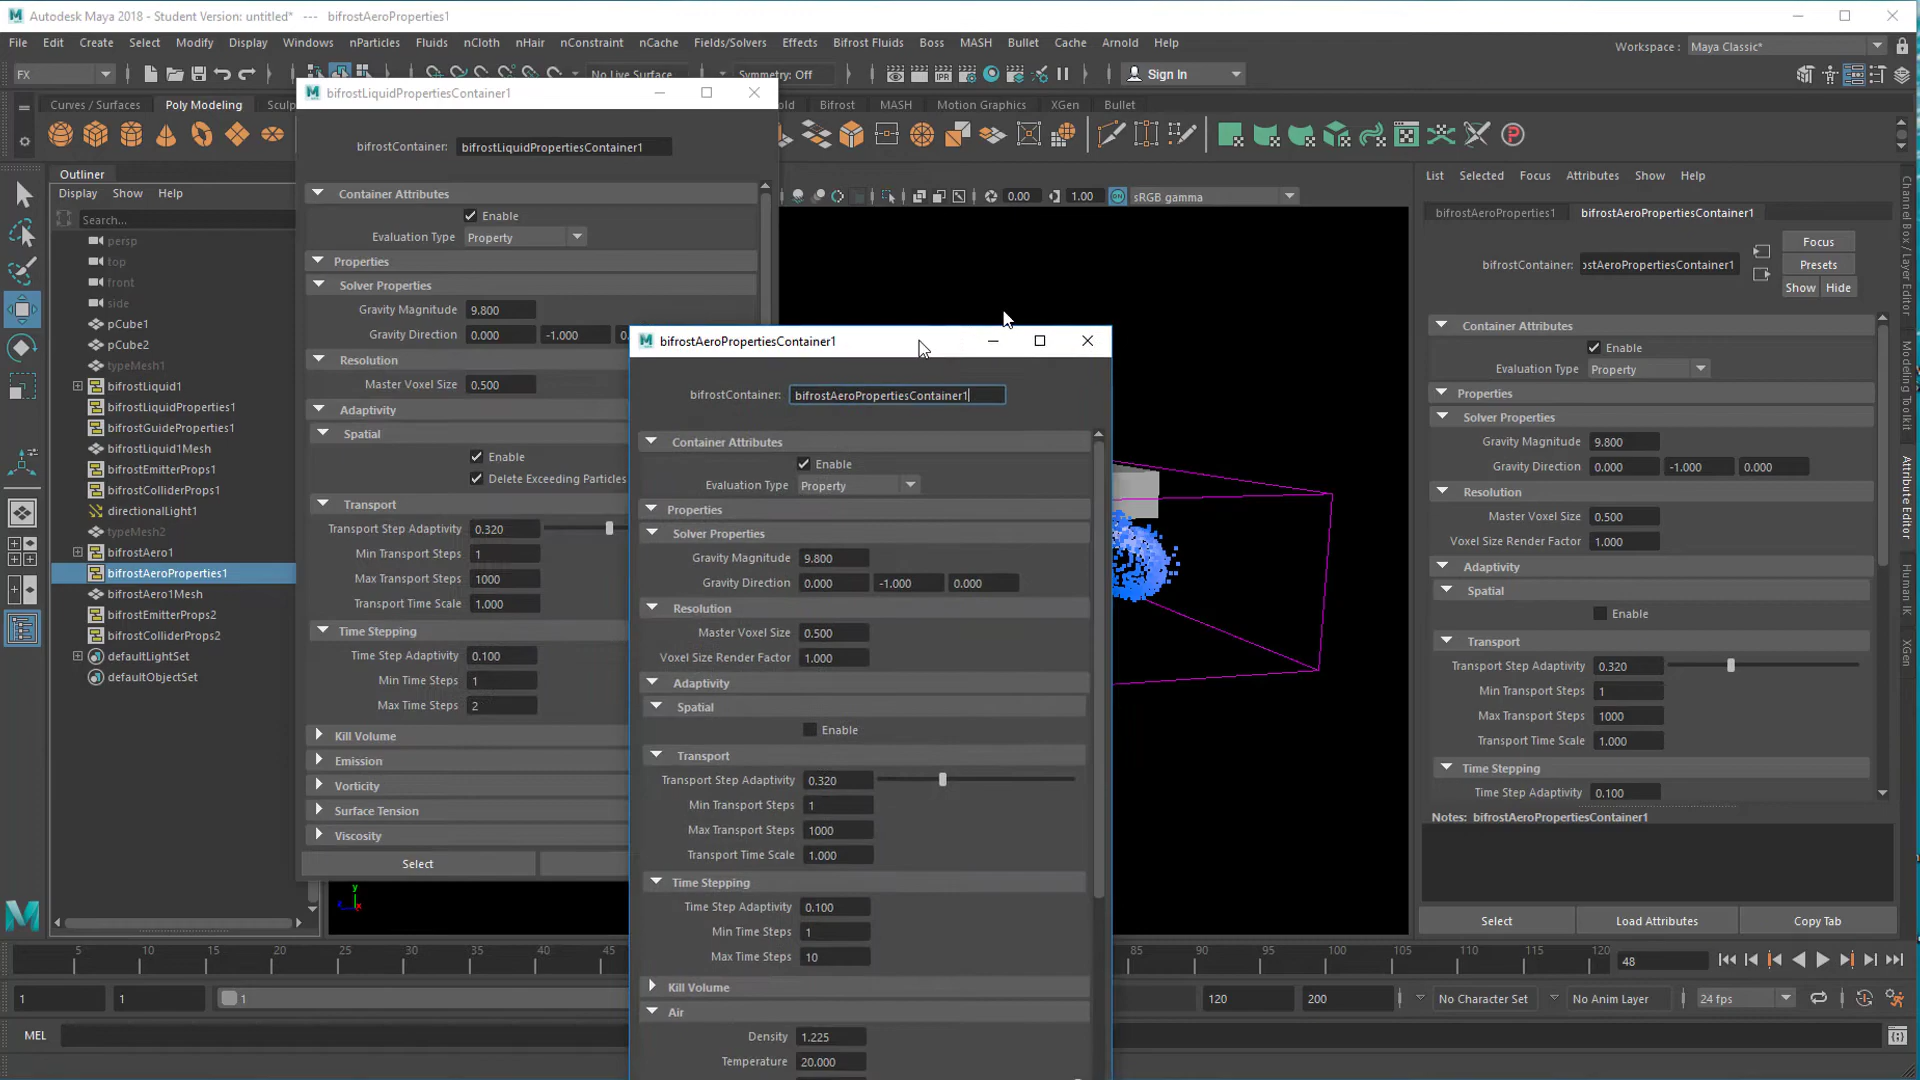 Autodesk Maya 2018 - Student Version: untitled*   ---   bifrostAeroProperties1
File Edit Create Select Modify Display Windows nParticles Fluids nCloth nHair nConstraint nCache Fields/Solvers Effects Bifrost Fluids Boss MASH Bullet Cache Arnold Help
Workspace : Maya Classic*
FX No Live Surface Symmetry: Off Sign In
Curves / Surfaces Poly Modeling Sculp
Bifrost MASH Motion Graphics XGen Bullet
Outliner
Display Show Help
Search...
persp
top
front
side
pCube1
pCube2
typeMesh1
bifrostLiquid1
bifrostLiquidProperties1
bifrostGuideProperties1
bifrostLiquid1Mesh
bifrostEmitterProps1
bifrostColliderProps1
directionalLight1
typeMesh2
bifrostAero1
bifrostAeroProperties1
bifrostAero1Mesh
bifrostEmitterProps2
bifrostColliderProps2
defaultLightSet
defaultObjectSet
bifrostLiquidPropertiesContainer1
bifrostContainer: bifrostLiquidPropertiesContainer1
Container Attributes
Enable
Evaluation Type Property
Properties
Solver Properties
Gravity Magnitude 9.800
Gravity Direction 0.000 -1.000
Resolution
Master Voxel Size 0.500
Adaptivity
Spatial
Enable
Delete Exceeding Particles
Transport
Transport Step Adaptivity 0.320
Min Transport Steps 1
Max Transport Steps 1000
Transport Time Scale 1.000
Time Stepping
Time Step Adaptivity 0.100
Min Time Steps 1
Max Time Steps 2
Kill Volume
Emission
Vorticity
Surface Tension
Viscosity
Select
0.00 1.00 sRGB gamma
bifrostAeroPropertiesContainer1
bifrostContainer: bifrostAeroPropertiesContainer1
Container Attributes
Enable
Evaluation Type Property
Properties
Solver Properties
Gravity Magnitude 9.800
Gravity Direction 0.000 -1.000 0.000
Resolution
Master Voxel Size 0.500
Voxel Size Render Factor 1.000
Adaptivity
Spatial
Enable
Transport
Transport Step Adaptivity 0.320
Min Transport Steps 1
Max Transport Steps 1000
Transport Time Scale 1.000
Time Stepping
Time Step Adaptivity 0.100
Min Time Steps 1
Max Time Steps 10
Kill Volume
Air
Density 1.225
Temperature 20.000
List Selected Focus Attributes Show Help
bifrostAeroProperties1 bifrostAeroPropertiesContainer1
Focus
bifrostContainer: ostAeroPropertiesContainer1 Presets
Show Hide
Container Attributes
Enable
Evaluation Type Property
Properties
Solver Properties
Gravity Magnitude 9.800
Gravity Direction 0.000 -1.000 0.000
Resolution
Master Voxel Size 0.500
Voxel Size Render Factor 1.000
Adaptivity
Spatial
Enable
Transport
Transport Step Adaptivity 0.320
Min Transport Steps 1
Max Transport Steps 1000
Transport Time Scale 1.000
Time Stepping
Time Step Adaptivity 0.100
Notes: bifrostAeroPropertiesContainer1
Select Load Attributes Copy Tab
Channel Box / Layer Editor
Modeling Toolkit
Attribute Editor
Human IK
XGen
y
z x
5 10 15 20 25 30 35 40 45 85 90 95 100 105 110 115 120 48
1 1 1 120 200 No Character Set No Anim Layer 24 fps
MEL